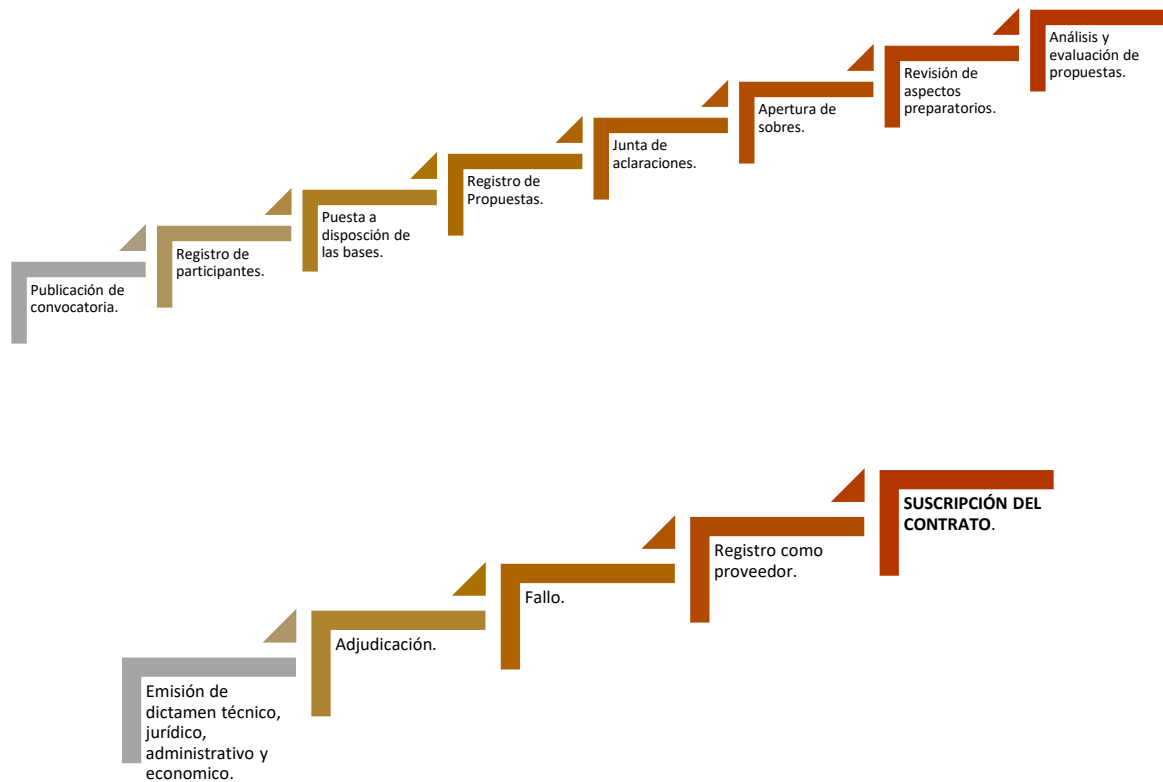 Publicación de
convocatoria.
Registro de
participantes.
Puesta a
disposción de
las bases.
Registro de
Propuestas.
Junta de
aclaraciones.
Apertura de
sobres.
Revisión de
aspectos
preparatorios.
Análisis y
evaluación de
propuestas.
Emisión de
dictamen técnico,
jurídico,
administrativo y
economico.
Adjudicación.
Fallo.
Registro como
proveedor.
SUSCRIPCIÓN DEL
CONTRATO.